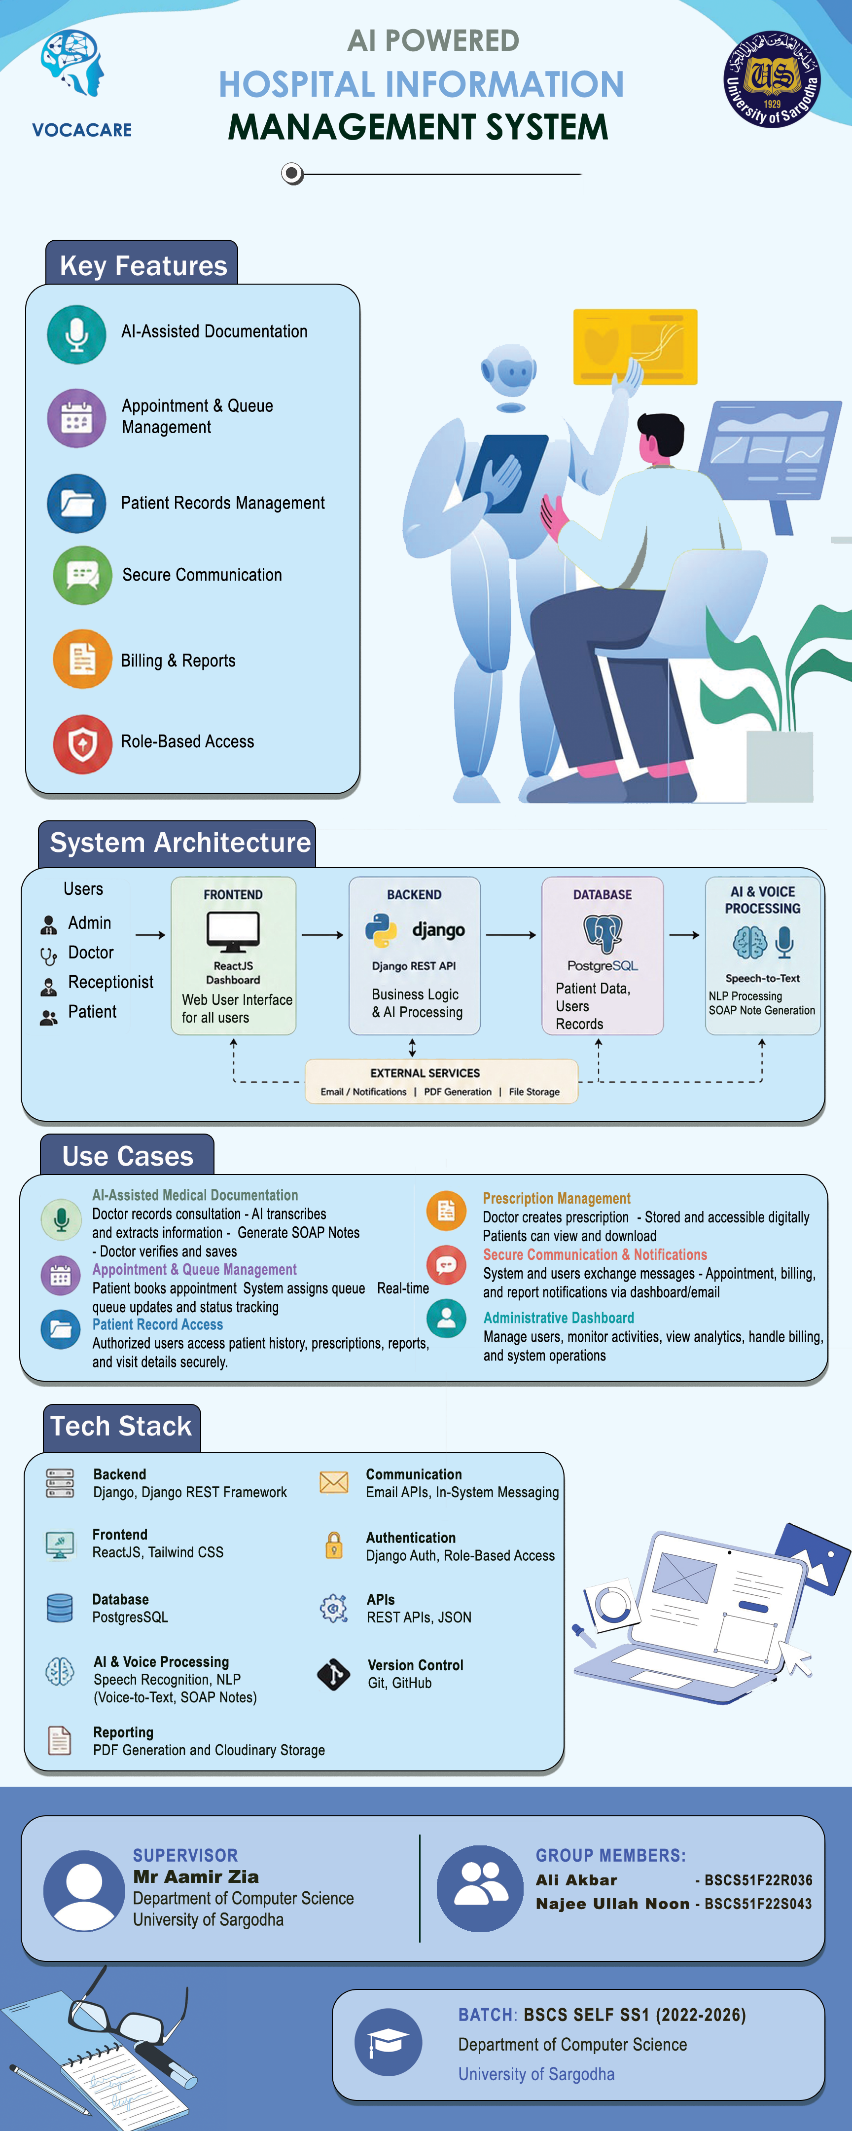 AI POWERED
HOSPITAL INFORMATION
MANAGEMENT SYSTEM
VOCACARE
US
1929
University of Sargodha
Key Features
AI-Assisted Documentation
Appointment & Queue
Management
Patient Records Management
Secure Communication
Billing & Reports
Role-Based Access
System Architecture
Users
Admin
Doctor
Receptionist
Patient
FRONTEND
ReactJS
Dashboard
Web User Interface
for all users
BACKEND
django
Django REST API
Business Logic
& AI Processing
DATABASE
PostgreSQL
Patient Data,
Users
Records
AI & VOICE
PROCESSING
Speech-to-Text
NLP Processing
SOAP Note Generation
EXTERNAL SERVICES
Email / Notifications | PDF Generation | File Storage
Use Cases
AI-Assisted Medical Documentation
Doctor records consultation - AI transcribes
and extracts information - Generate SOAP Notes
- Doctor verifies and saves
Appointment & Queue Management
Patient books appointment System assigns queue Real-time
queue updates and status tracking
Patient Record Access
Authorized users access patient history, prescriptions, reports,
and visit details securely.
Prescription Management
Doctor creates prescription - Stored and accessible digitally
Patients can view and download
Secure Communication & Notifications
System and users exchange messages - Appointment, billing,
and report notifications via dashboard/email
Administrative Dashboard
Manage users, monitor activities, view analytics, handle billing,
and system operations
Tech Stack
Backend
Django, Django REST Framework
Frontend
ReactJS, Tailwind CSS
Database
PostgresSQL
AI & Voice Processing
Speech Recognition, NLP
(Voice-to-Text, SOAP Notes)
Reporting
PDF Generation and Cloudinary Storage
Communication
Email APIs, In-System Messaging
Authentication
Django Auth, Role-Based Access
APIs
REST APIs, JSON
Version Control
Git, GitHub
SUPERVISOR
Mr Aamir Zia
Department of Computer Science
University of Sargodha
GROUP MEMBERS:
Ali Akbar - BSCS51F22R036
Najee Ullah Noon - BSCS51F22S043
BATCH: BSCS SELF SS1 (2022-2026)
Department of Computer Science
University of Sargodha